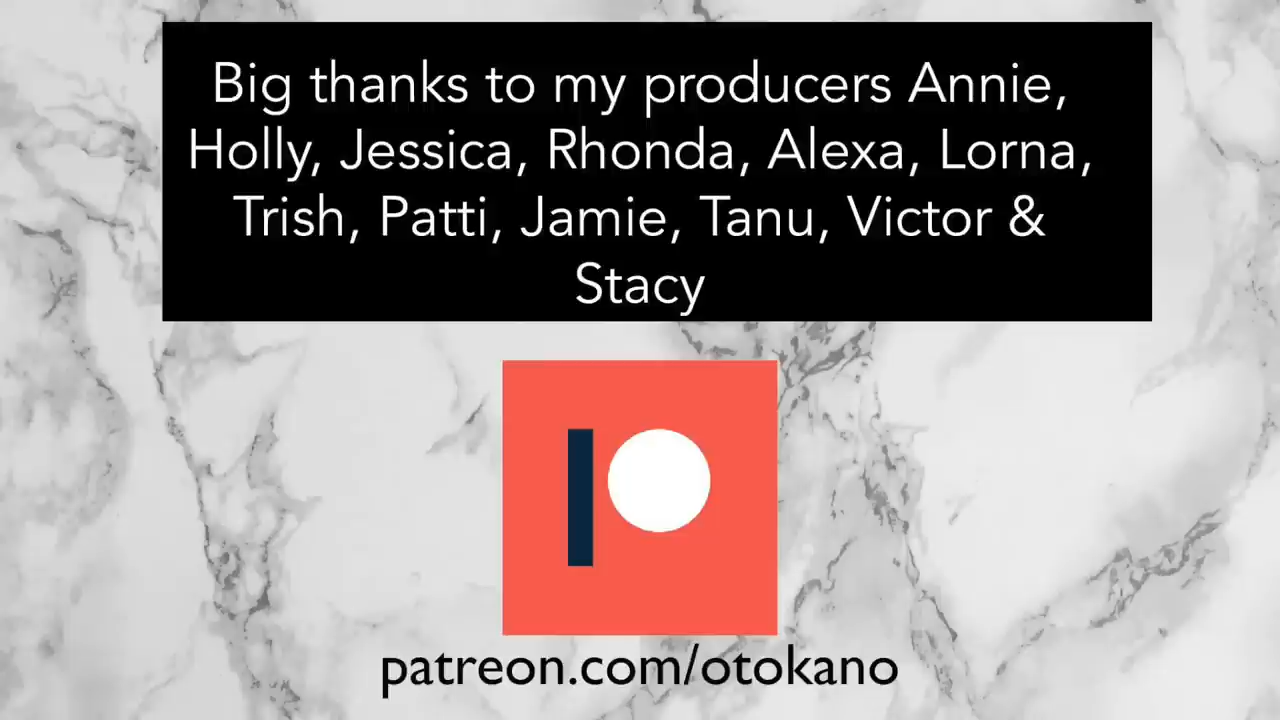 Big thanks to my producers Annie,
Holly, Jessica, Rhonda, Alexa, Lorna,
Trish, Patti, Jamie, Tanu, Victor &
Stacy
patreon.com/otokano